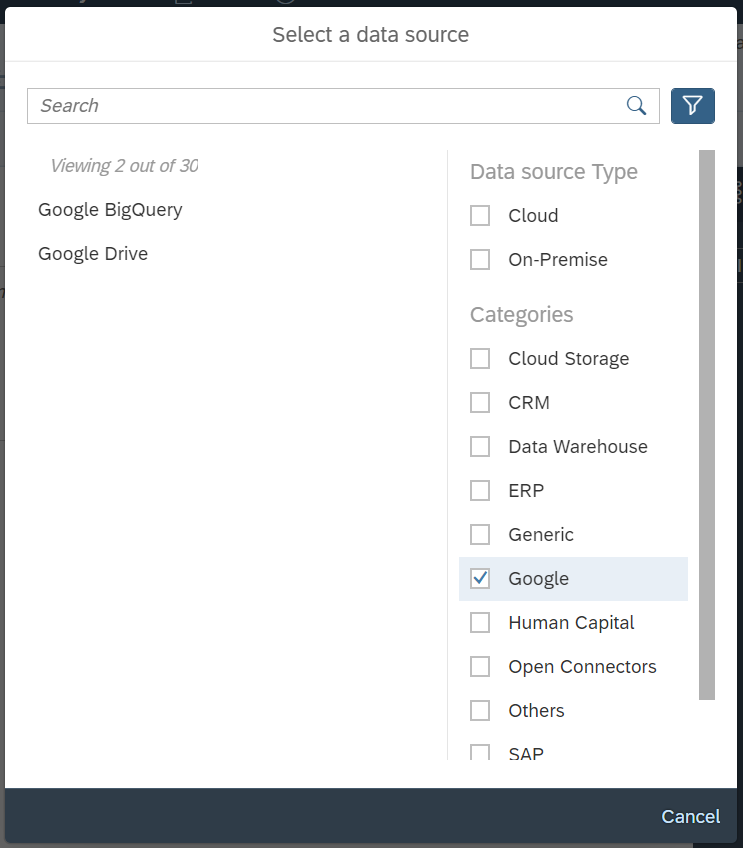 Select a data source
Search
Viewing 2 out of 30
Google BigQuery
Google Drive
Data source Type
Cloud
On-Premise
Categories
Cloud Storage
CRM
Data Warehouse
ERP
Generic
Google
Human Capital
Open Connectors
Others
SAP
Cancel